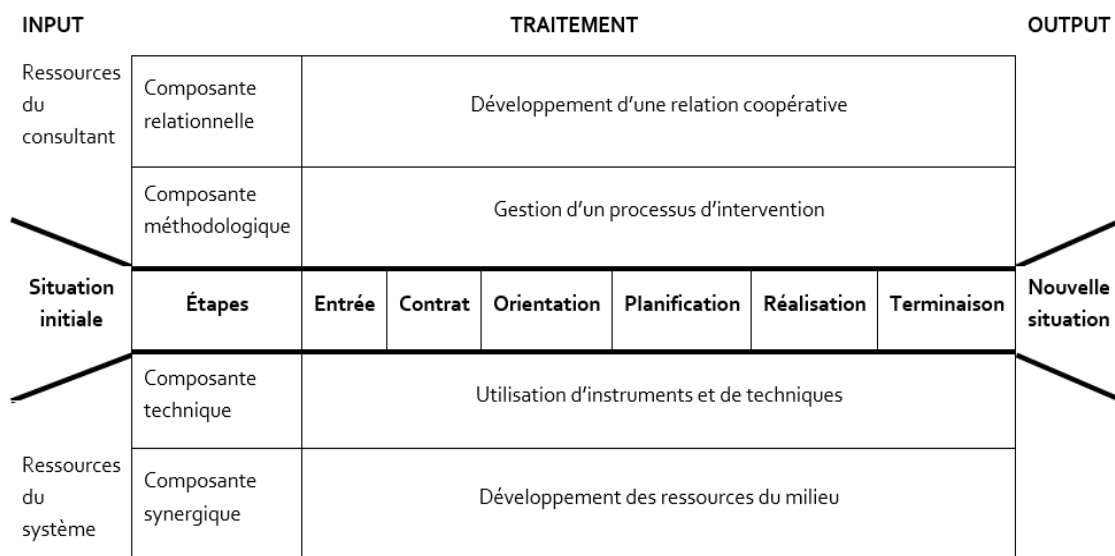 INPUT TRAITEMENT OUTPUT
Ressources
du
consultant
Composante
relationnelle
Développement d’une relation coopérative
Composante
méthodologique
Gestion d’un processus d’intervention
Situation
initiale
Étapes Entrée Contrat Orientation Planification Réalisation Terminaison
Nouvelle
situation
Composante
technique
Utilisation d’instruments et de techniques
Ressources
du
système
Composante
synergique
Développement des ressources du milieu